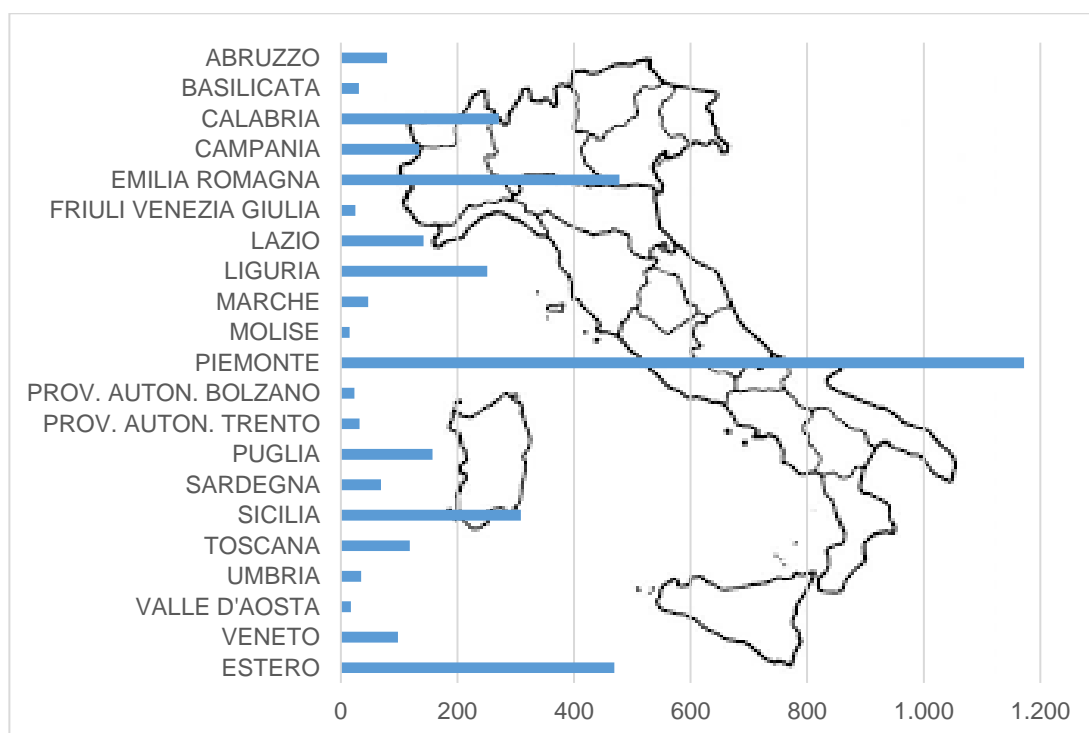 ABRUZZO
BASILICATA
CALABRIA
CAMPANIA
EMILIA ROMAGNA
FRIULI VENEZIA GIULIA
LAZIO
LIGURIA
MARCHE
MOLISE
PIEMONTE
PROV. AUTON. BOLZANO
PROV. AUTON. TRENTO
PUGLIA
SARDEGNA
SICILIA
TOSCANA
UMBRIA
VALLE D'AOSTA
VENETO
ESTERO
0 200 400 600 800 1.000 1.200